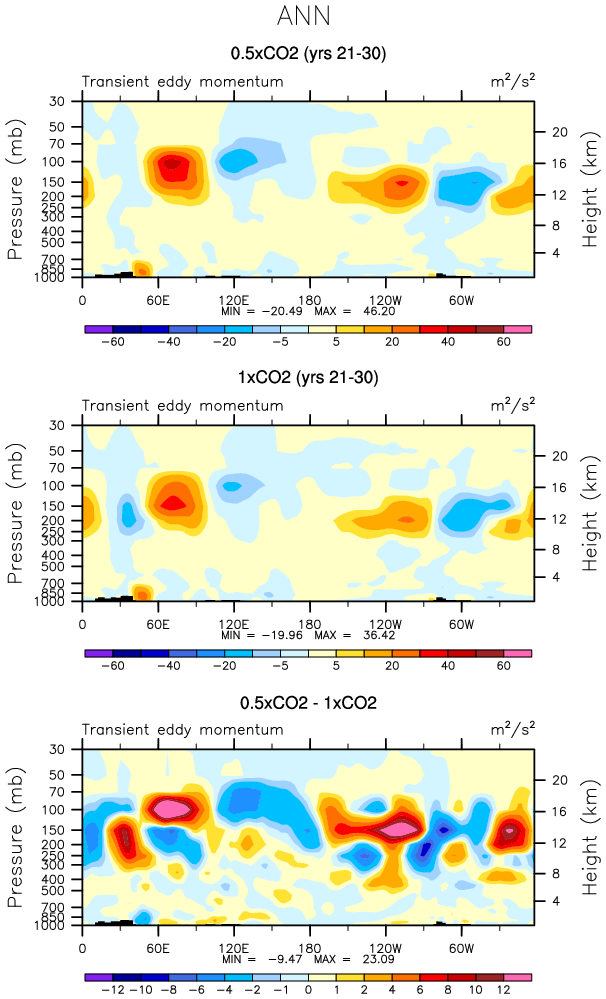 ANN
0.5xCO2 (yrs 21-30)
Transient eddy momentum m²/s²
Pressure (mb)
30
50
70
100
150
200
250
300
400
500
700
850
1000
Height (km)
20
16
12
8
4
0 60E 120E 180 120W 60W
MIN = −20.49 MAX = 46.20
−60 −40 −20 −5 5 20 40 60
1xCO2 (yrs 21-30)
Transient eddy momentum m²/s²
Pressure (mb)
30
50
70
100
150
200
250
300
400
500
700
850
1000
Height (km)
20
16
12
8
4
0 60E 120E 180 120W 60W
MIN = −19.96 MAX = 36.42
−60 −40 −20 −5 5 20 40 60
0.5xCO2 - 1xCO2
Transient eddy momentum m²/s²
Pressure (mb)
30
50
70
100
150
200
250
300
400
500
700
850
1000
Height (km)
20
16
12
8
4
0 60E 120E 180 120W 60W
MIN = −9.47 MAX = 23.09
−12 −10 −8 −6 −4 −2 −1 0 1 2 4 6 8 10 12